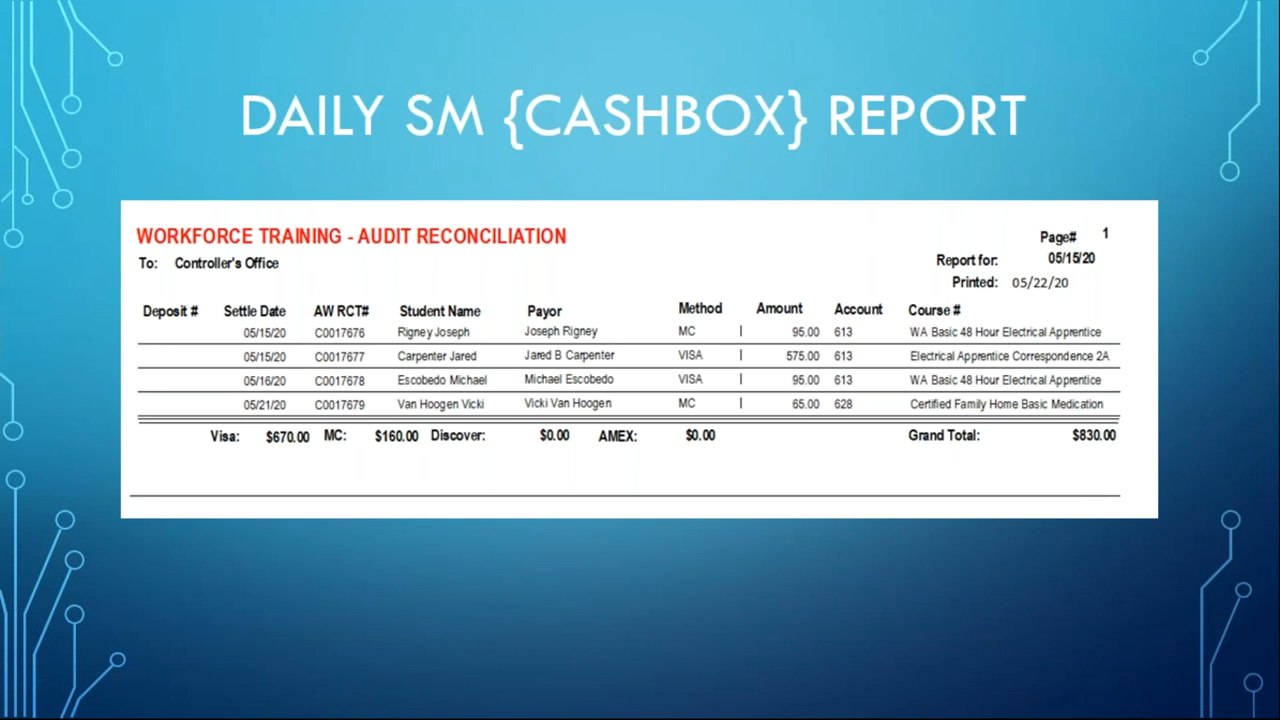 DAILY SM {CASHBOX} REPORT
WORKFORCE TRAINING - AUDIT RECONCILIATION Page# 1
To: Controller's Office Report for: 05/15/20
Printed: 05/22/20
Deposit # Settle Date AW RCT# Student Name Payor Method Amount Account Course #
05/15/20 C0017676 Rigney Joseph Joseph Rigney MC | 95.00 613 WA Basic 48 Hour Electrical Apprentice
05/15/20 C0017677 Carpenter Jared Jared B Carpenter VISA | 575.00 613 Electrical Apprentice Correspondence 2A
05/16/20 C0017678 Escobedo Michael Michael Escobedo VISA | 95.00 613 WA Basic 48 Hour Electrical Apprentice
05/21/20 C0017679 Van Hoogen Vicki Vicki Van Hoogen MC | 65.00 628 Certified Family Home Basic Medication
Visa: $670.00 MC: $160.00 Discover: $0.00 AMEX: $0.00 Grand Total: $830.00